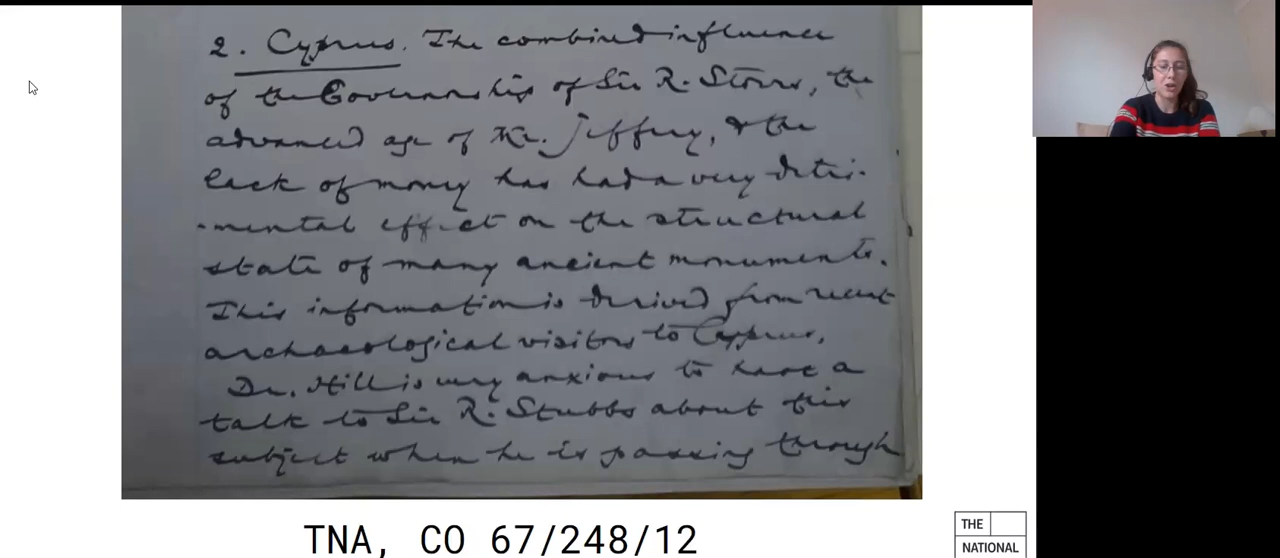 2. Cyprus. The combined influence
of the Governorship of Sir R. Storrs, the
advanced age of Mr. Jeffery, & the
lack of money has had a very detri-
-mental effect on the structural
state of many ancient monuments.
This information is derived from recent
archaeological visitors to Cyprus.
Dr. Hill is very anxious to have a
talk to Sir R. Stubbs about this
subject when he is passing through
TNA, CO 67/248/12
THE
NATIONAL